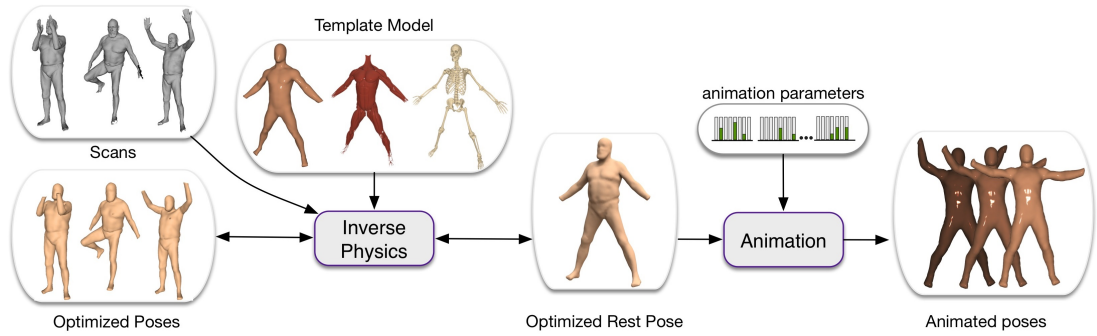 Template Model
Scans
animation parameters
Inverse
Physics
Animation
Optimized Poses
Optimized Rest Pose
Animated poses